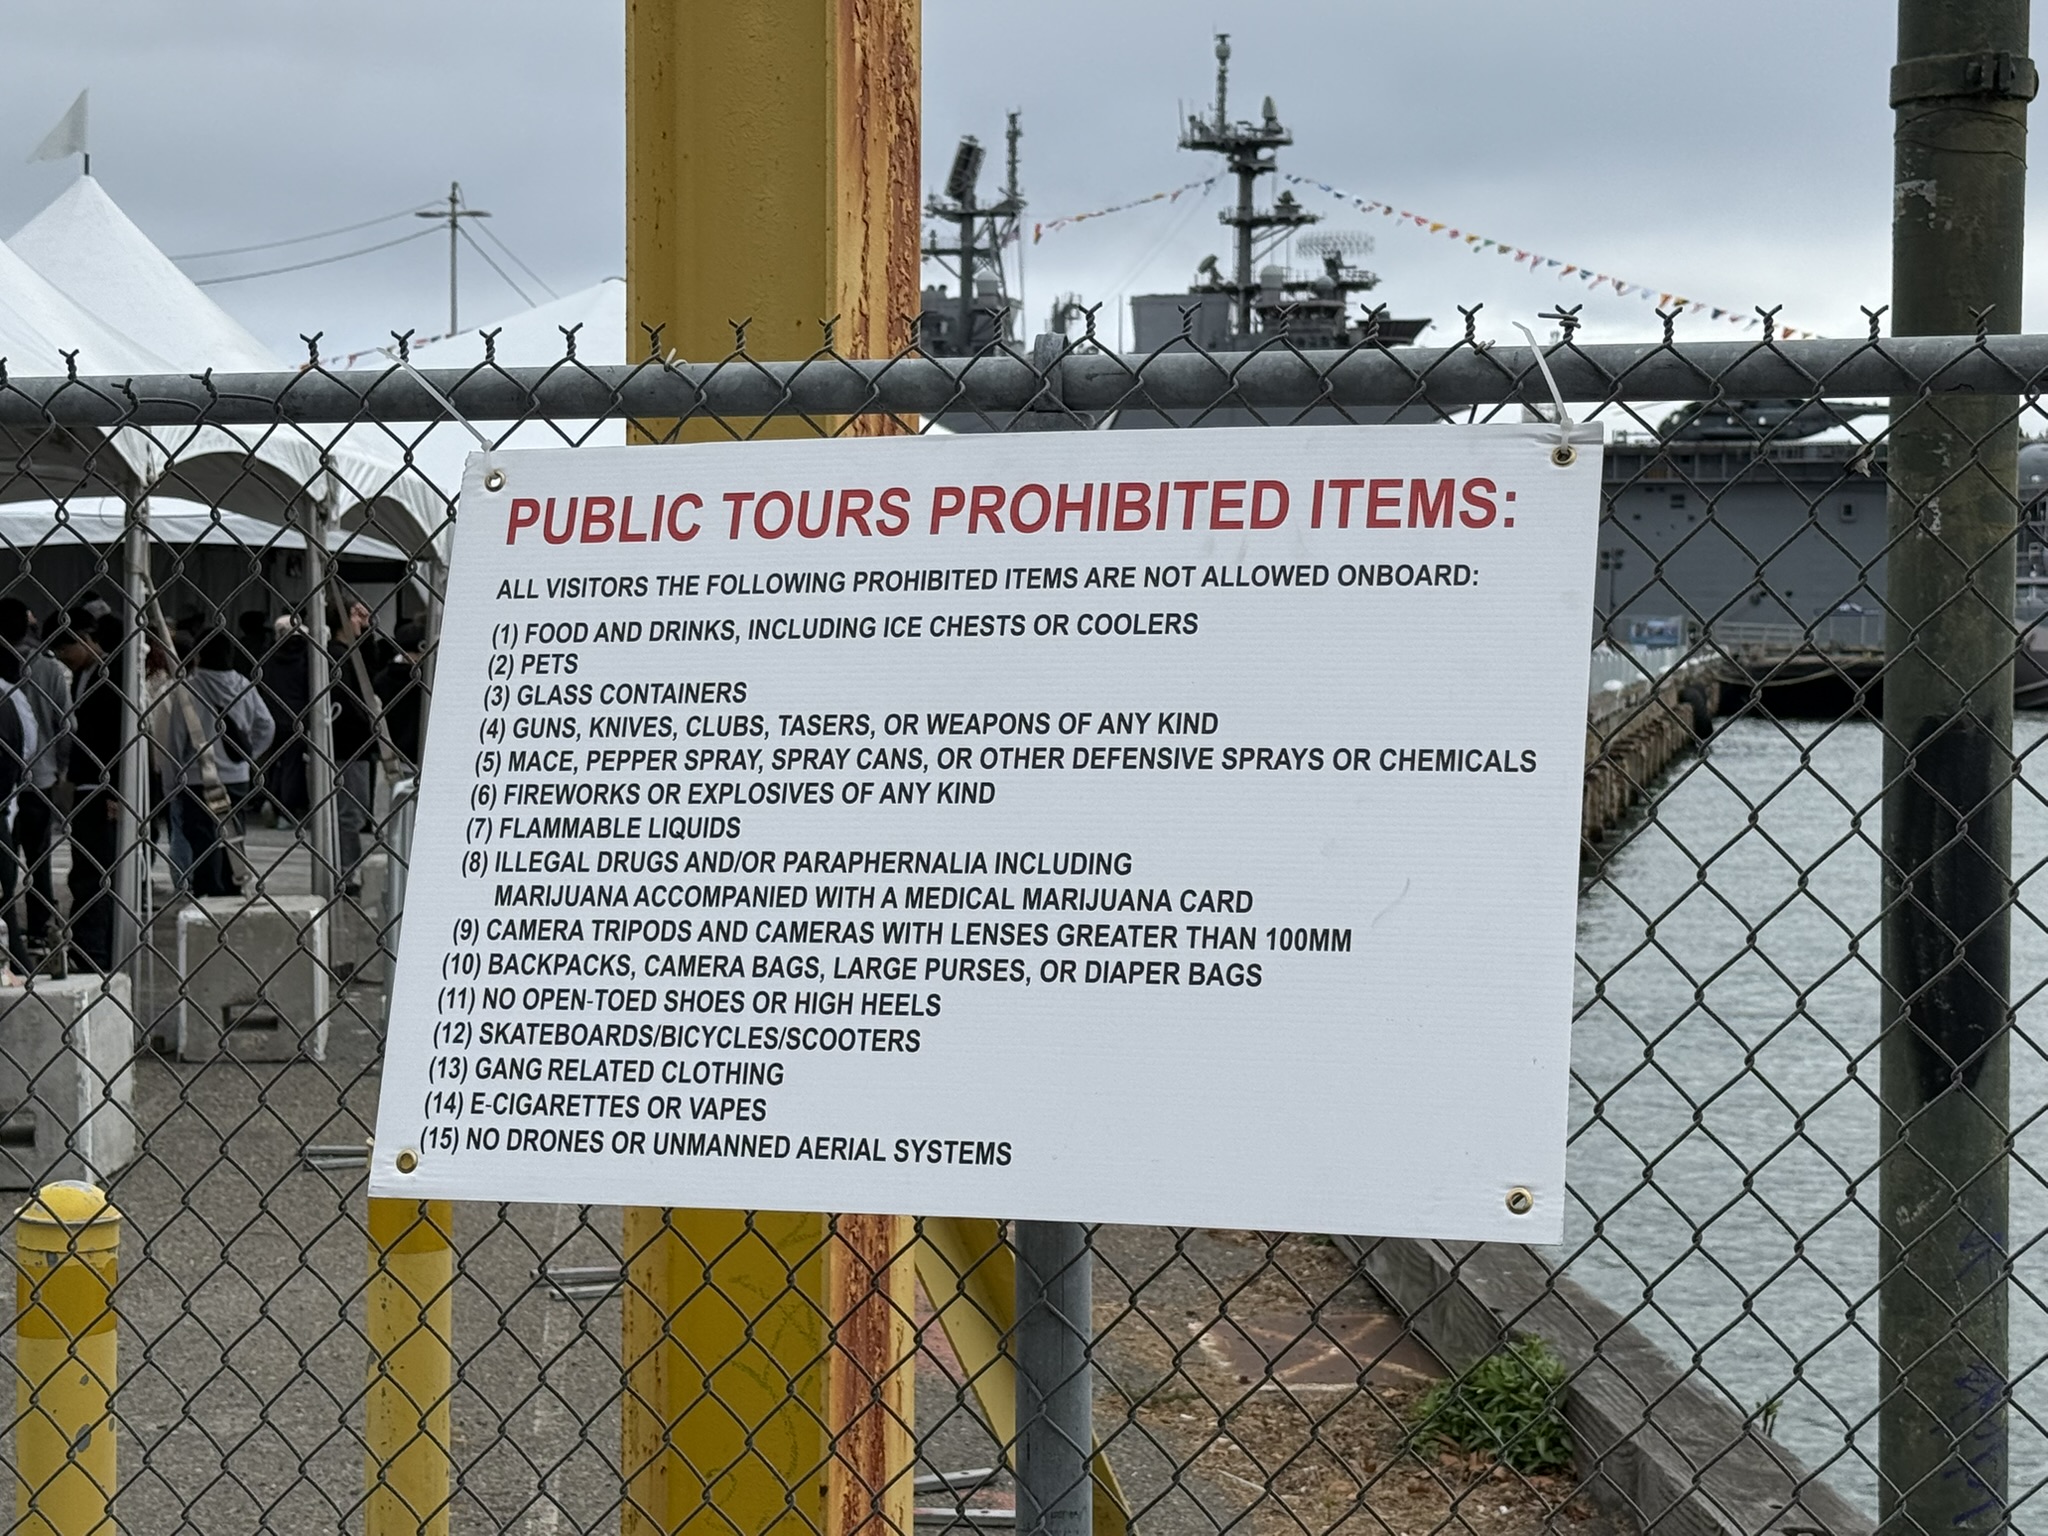 PUBLIC TOURS PROHIBITED ITEMS:
ALL VISITORS THE FOLLOWING PROHIBITED ITEMS ARE NOT ALLOWED ONBOARD:
(1) FOOD AND DRINKS, INCLUDING ICE CHESTS OR COOLERS
(2) PETS
(3) GLASS CONTAINERS
(4) GUNS, KNIVES, CLUBS, TASERS, OR WEAPONS OF ANY KIND
(5) MACE, PEPPER SPRAY, SPRAY CANS, OR OTHER DEFENSIVE SPRAYS OR CHEMICALS
(6) FIREWORKS OR EXPLOSIVES OF ANY KIND
(7) FLAMMABLE LIQUIDS
(8) ILLEGAL DRUGS AND/OR PARAPHERNALIA INCLUDING
MARIJUANA ACCOMPANIED WITH A MEDICAL MARIJUANA CARD
(9) CAMERA TRIPODS AND CAMERAS WITH LENSES GREATER THAN 100MM
(10) BACKPACKS, CAMERA BAGS, LARGE PURSES, OR DIAPER BAGS
(11) NO OPEN-TOED SHOES OR HIGH HEELS
(12) SKATEBOARDS/BICYCLES/SCOOTERS
(13) GANG RELATED CLOTHING
(14) E-CIGARETTES OR VAPES
(15) NO DRONES OR UNMANNED AERIAL SYSTEMS